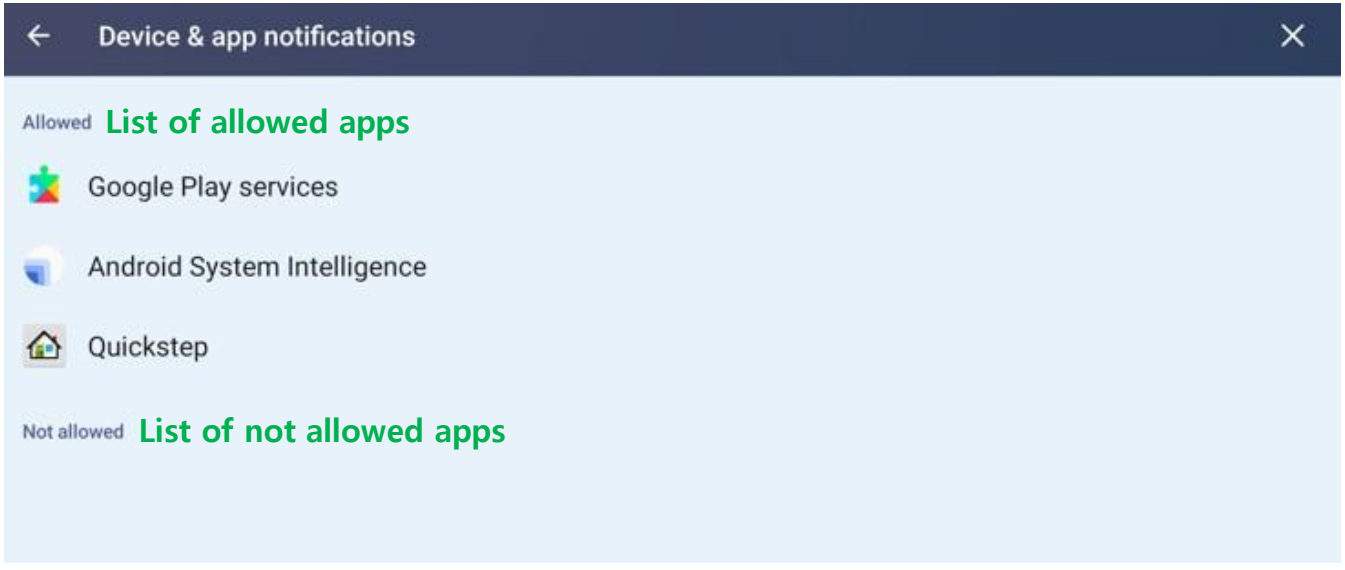 Device & app notifications
Allowed List of allowed apps
Google Play services
Android System Intelligence
Quickstep
Not allowed List of not allowed apps